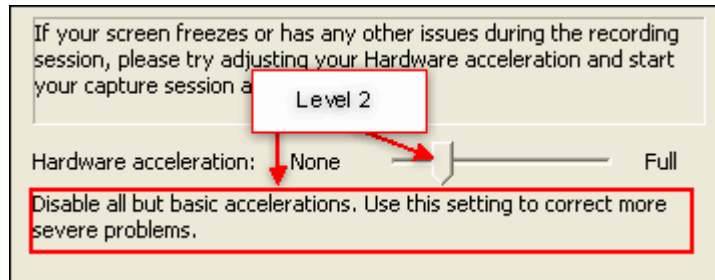 If your screen freezes or has any other issues during the recording
session, please try adjusting your Hardware acceleration and start
your capture session a
Level 2
Hardware acceleration: None Full
Disable all but basic accelerations. Use this setting to correct more
severe problems.